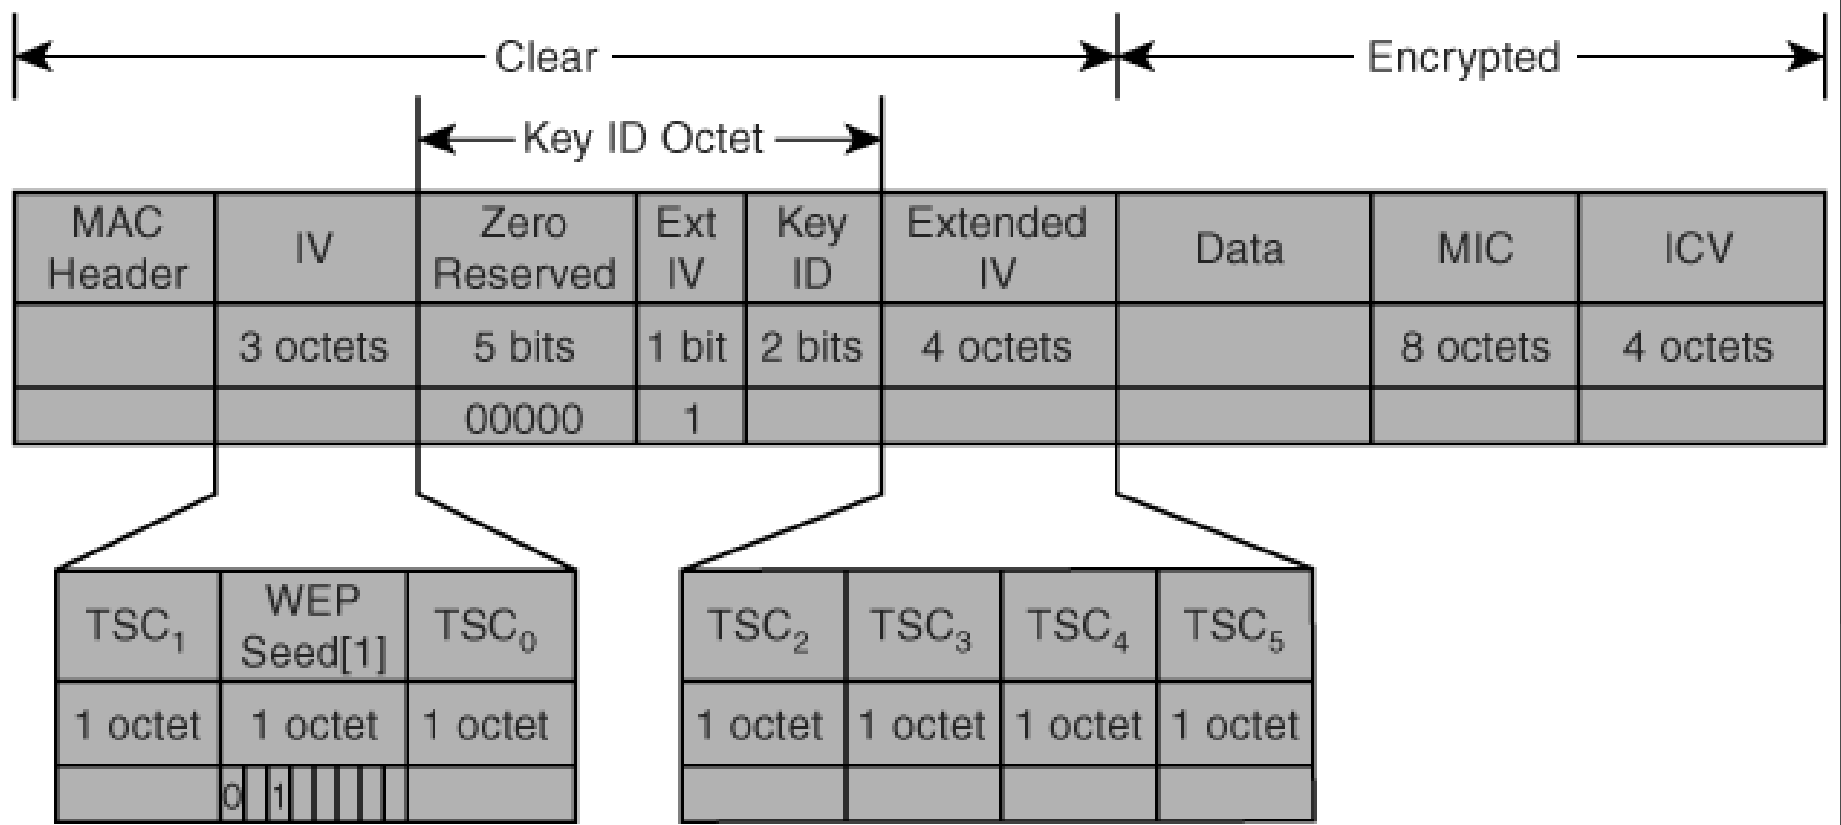 Clear
Encrypted
Key ID Octet
MAC
Header
IV
Zero
Reserved
Ext
IV
Key
ID
Extended
IV
Data
MIC
ICV
3 octets
5 bits
1 bit
2 bits
4 octets
8 octets
4 octets
00000
1
TSC₁
WEP
Seed[1]
TSC₀
TSC₂
TSC₃
TSC₄
TSC₅
1 octet
1 octet
1 octet
1 octet
1 octet
1 octet
1 octet
0
1